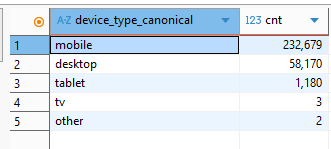 A-Z device_type_canonical 123 cnt
1 mobile 232,679
2 desktop 58,170
3 tablet 1,180
4 tv 3
5 other 2